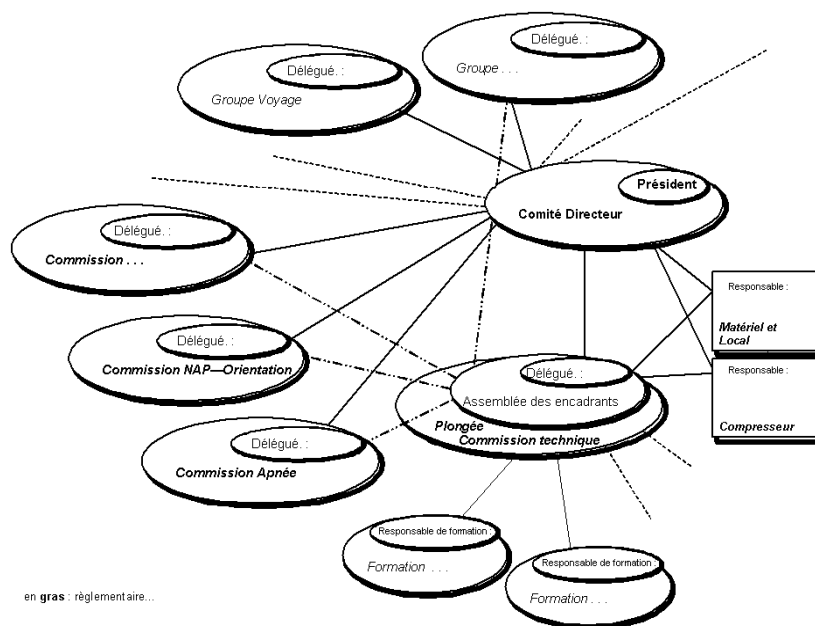 Délégué. :
Groupe . . .
Délégué. :
Groupe Voyage
Président
Comité Directeur
Délégué. :
Commission . . .
Responsable :
Matériel et
Local
Délégué. :
Commission NAP—Orientation
Délégué. :
Assemblée des encadrants
Plongée
Commission technique
Responsable :
Compresseur
Délégué. :
Commission Apnée
Responsable de formation :
Formation . . .
Responsable de formation :
Formation . . .
en gras : règlementaire...